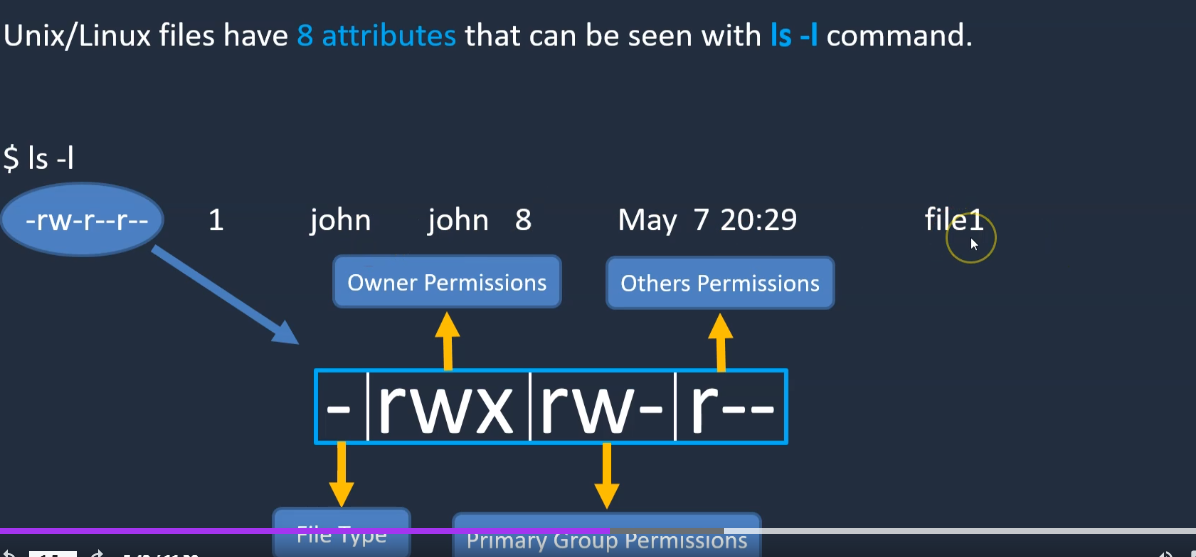 Unix/Linux files have 8 attributes that can be seen with ls -l command.
$ ls -l
-rw-r--r-- 1 john john 8 May 7 20:29 file1
Owner Permissions Others Permissions
-|rwx|rw-|r--
File Type Primary Group Permissions